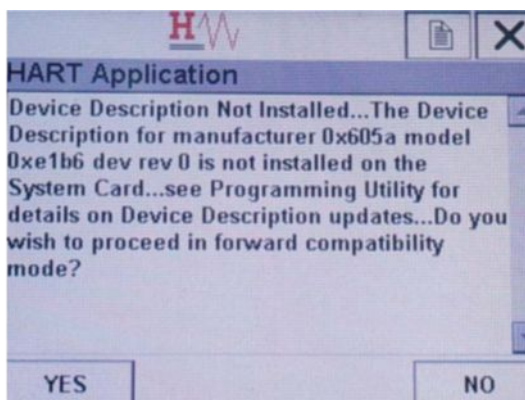 H
HART Application
Device Description Not Installed...The Device
Description for manufacturer 0x605a model
0xe1b6 dev rev 0 is not installed on the
System Card...see Programming Utility for
details on Device Description updates...Do you
wish to proceed in forward compatibility
mode?
YES
NO